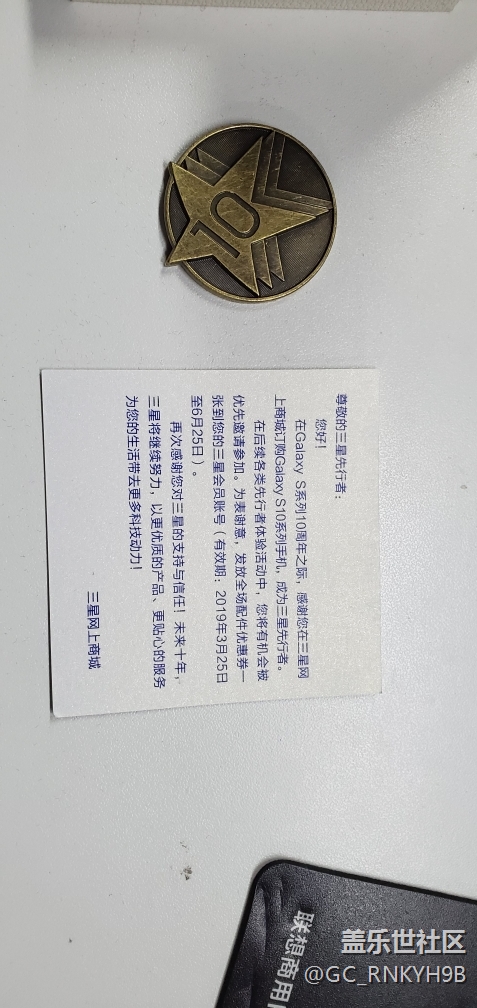 10
尊敬的三星先行者：
您好！
在Galaxy S系列10周年之际，感谢您在三星网
上商城订购Galaxy S10系列手机，成为三星先行者。
在后续各类先行者体验活动中，您将有机会被
优先邀请参加。为表谢意，发放全场配件优惠券一
张到您的三星会员账号（有效期：2019年3月25日
至6月25日）。
再次感谢您对三星的支持与信任！未来十年，
三星将继续努力，以更优质的产品、更贴心的服务
为您的生活带去更多科技动力！
三星网上商城
联想商用
盖乐世社区
@GC_RNKYH9B